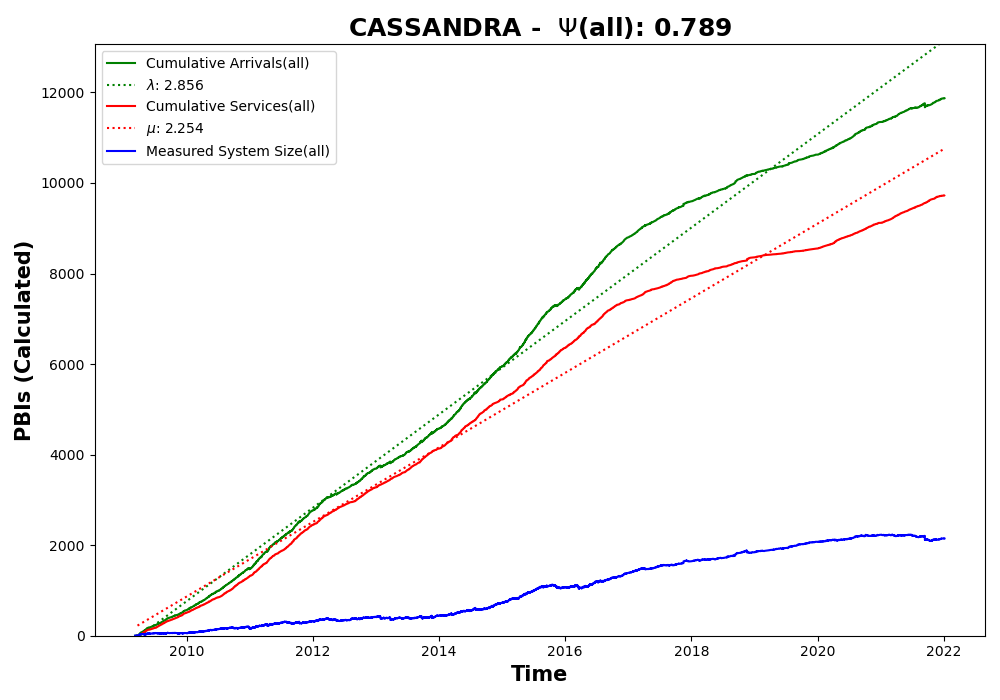 CASSANDRA - Ψ(all): 0.789
Cumulative Arrivals(all)
λ: 2.856
Cumulative Services(all)
μ: 2.254
Measured System Size(all)
PBIs (Calculated)
12000
10000
8000
6000
4000
2000
0
2010 2012 2014 2016 2018 2020 2022
Time